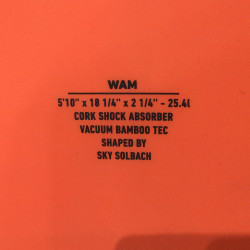 WAM
5'10" x 18 1/4" x 2 1/4" - 25.4l
CORK SHOCK ABSORBER
VACUUM BAMBOO TEC
SHAPED BY
SKY SOLBACH